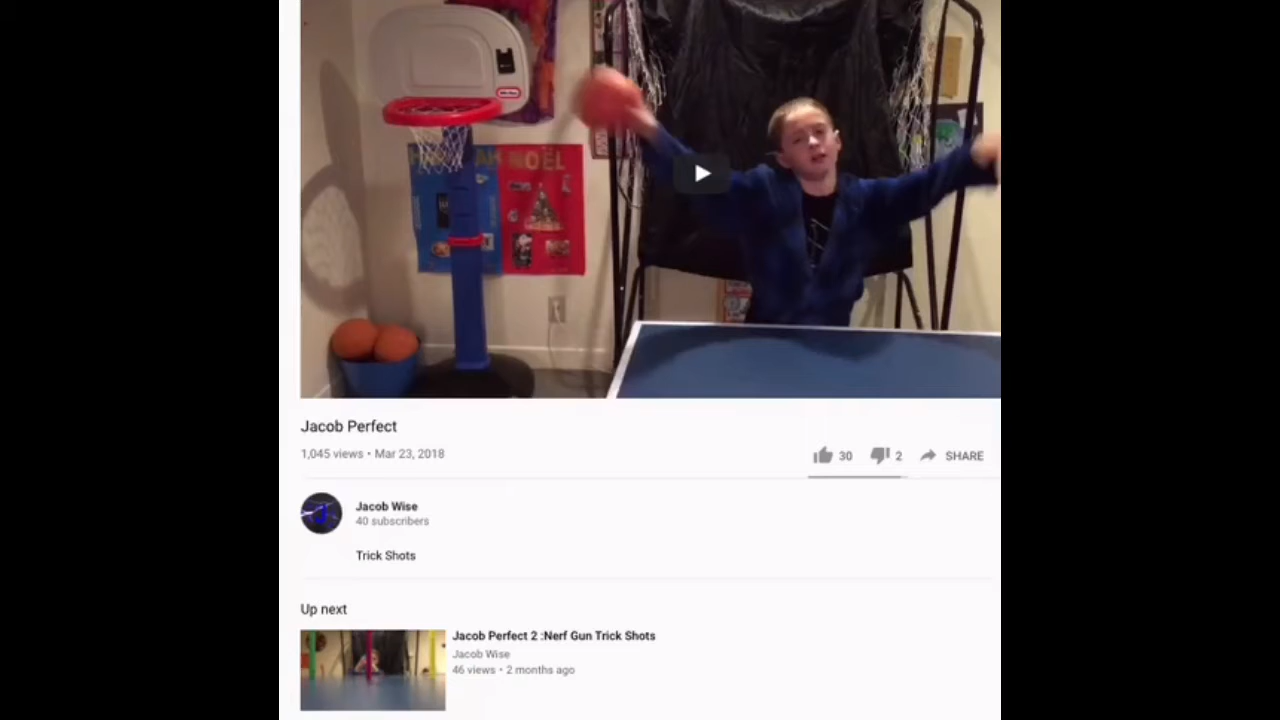 NOËL
Jacob Perfect
1,045 views • Mar 23, 2018
30
2
SHARE
Jacob Wise
40 subscribers
Trick Shots
Up next
Jacob Perfect 2 :Nerf Gun Trick Shots
Jacob Wise
46 views • 2 months ago